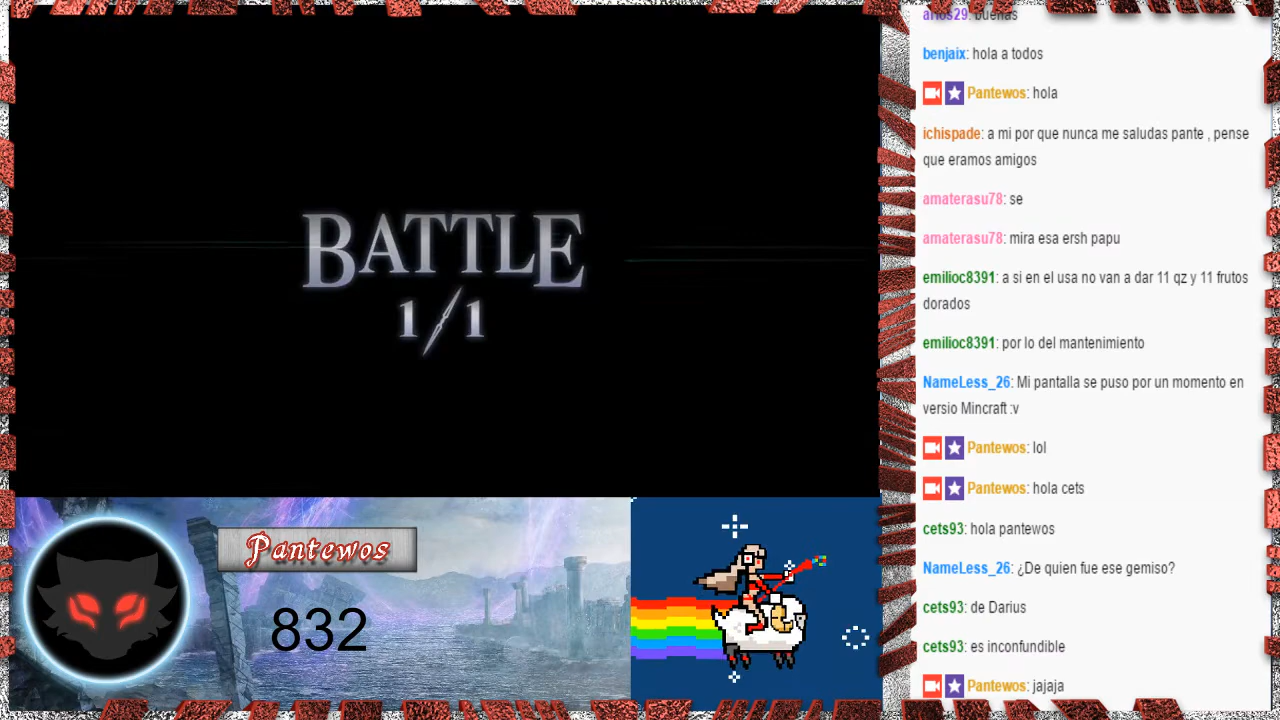 BATTLE
1/1
Pantewos
832
arios29: buenas
benjaix: hola a todos
Pantewos: hola
ichispade: a mi por que nunca me saludas pante , pense
que eramos amigos
amaterasu78: se
amaterasu78: mira esa ersh papu
emilioc8391: a si en el usa no van a dar 11 qz y 11 frutos
dorados
emilioc8391: por lo del mantenimiento
NameLess_26: Mi pantalla se puso por un momento en
versio Mincraft :v
Pantewos: lol
Pantewos: hola cets
cets93: hola pantewos
NameLess_26: ¿De quien fue ese gemiso?
cets93: de Darius
cets93: es inconfundible
Pantewos: jajaja